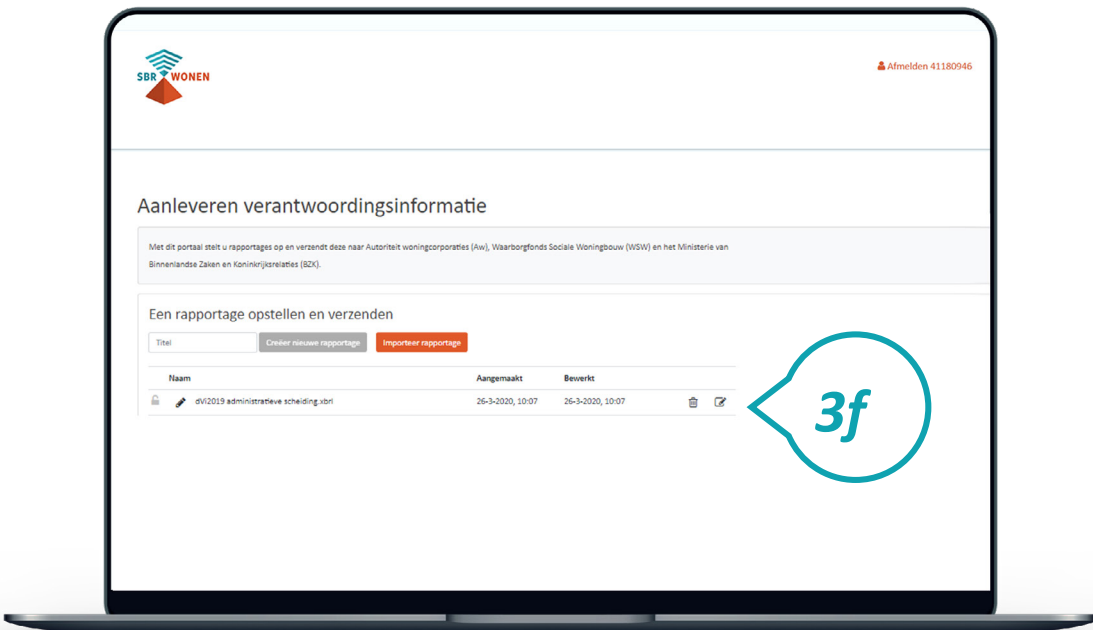 SBR WONEN
Afmelden 41180946
Aanleveren verantwoordingsinformatie
Met dit portaal stelt u rapportages op en verzendt deze naar Autoriteit woningcorporaties (Aw), Waarborgfonds Sociale Woningbouw (WSW) en het Ministerie van
Binnenlandse Zaken en Koninkrijksrelaties (BZK).
Een rapportage opstellen en verzenden
Titel Creëer nieuwe rapportage Importeer rapportage
Naam Aangemaakt Bewerkt
dVi2019 administratieve scheiding.xbrl 26-3-2020, 10:07 26-3-2020, 10:07
3f